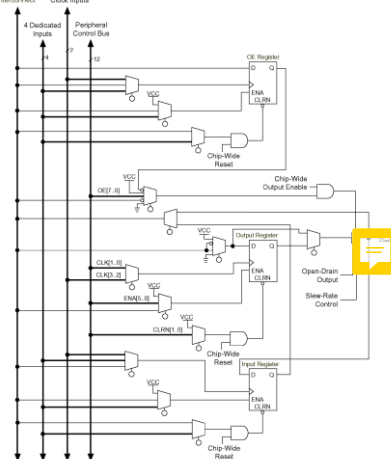 Clock Inputs
4 Dedicated
Inputs
Peripheral
Control Bus
2
4
12
OE Register
D Q
ENA
CLRN
VCC
Chip-Wide
Reset
VCC
OE[7..0]
Chip-Wide
Output Enable
VCC
Output Register
D Q
ENA
CLRN
CLK[1..0]
CLK[3..2]
Open-Drain
Output
ENA[5..0]
VCC
Slew-Rate
Control
CLRN[1..0]
VCC
Chip-Wide
Reset
Input Register
D Q
VCC
ENA
CLRN
Chip-Wide
Reset